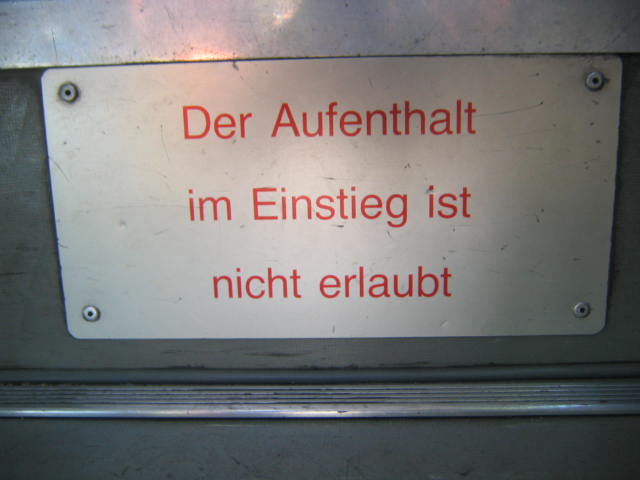 Der Aufenthalt
im Einstieg ist
nicht erlaubt